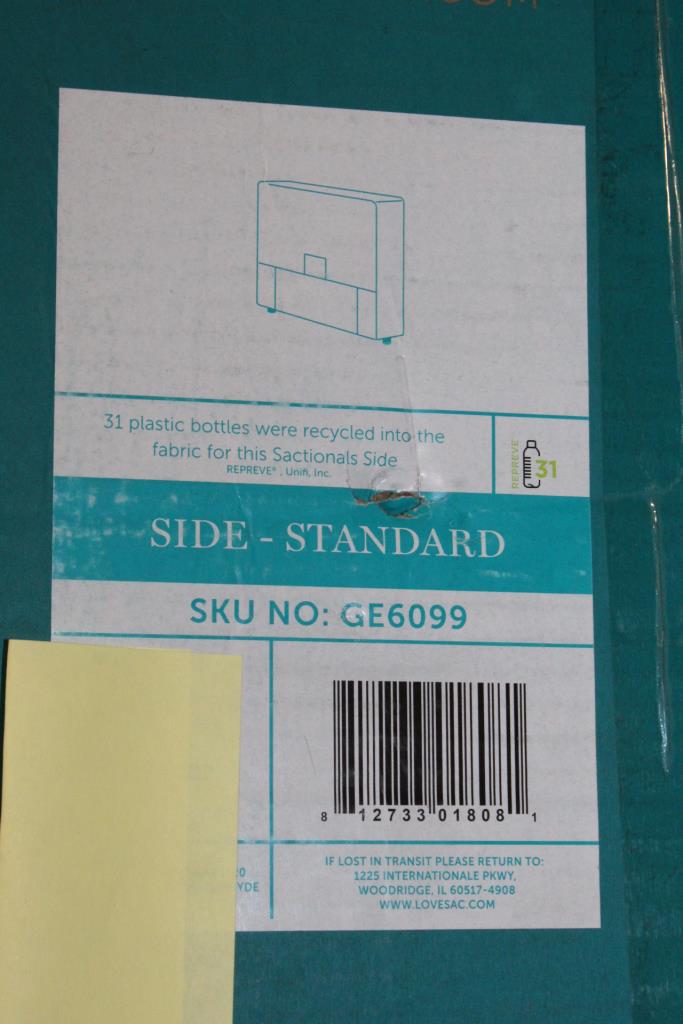 31 plastic bottles were recycled into the
fabric for this Sactionals Side
REPREVE®, Unifi, Inc.
REPREVE
31
SIDE - STANDARD
SKU NO: GE6099
8 12733 01808 1
YDE
IF LOST IN TRANSIT PLEASE RETURN TO:
1225 INTERNATIONALE PKWY,
WOODRIDGE, IL 60517-4908
WWW.LOVESAC.COM